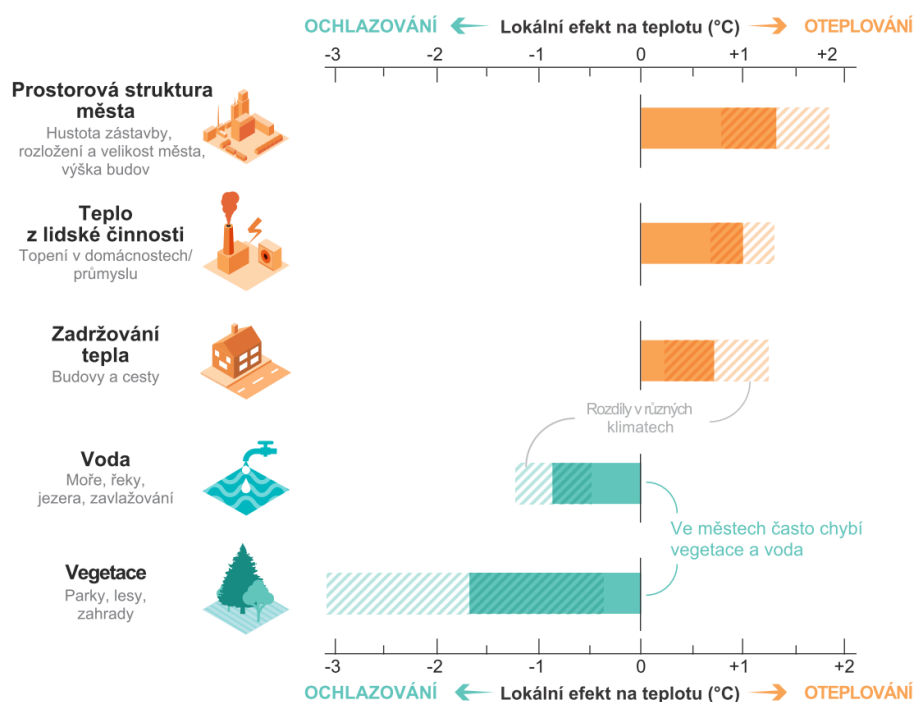 OCHLAZOVÁNÍ Lokální efekt na teplotu (°C) OTEPLOVÁNÍ
-3 -2 -1 0 +1 +2
Prostorová struktura
města
Hustota zástavby,
rozložení a velikost města,
výška budov
Teplo
z lidské činnosti
Topení v domácnostech/
průmyslu
Zadržování
tepla
Budovy a cesty
Rozdíly v různých
klimatech
Voda
Moře, řeky,
jezera, zavlažování
Ve městech často chybí
vegetace a voda
Vegetace
Parky, lesy,
zahrady
-3 -2 -1 0 +1 +2
OCHLAZOVÁNÍ Lokální efekt na teplotu (°C) OTEPLOVÁNÍ